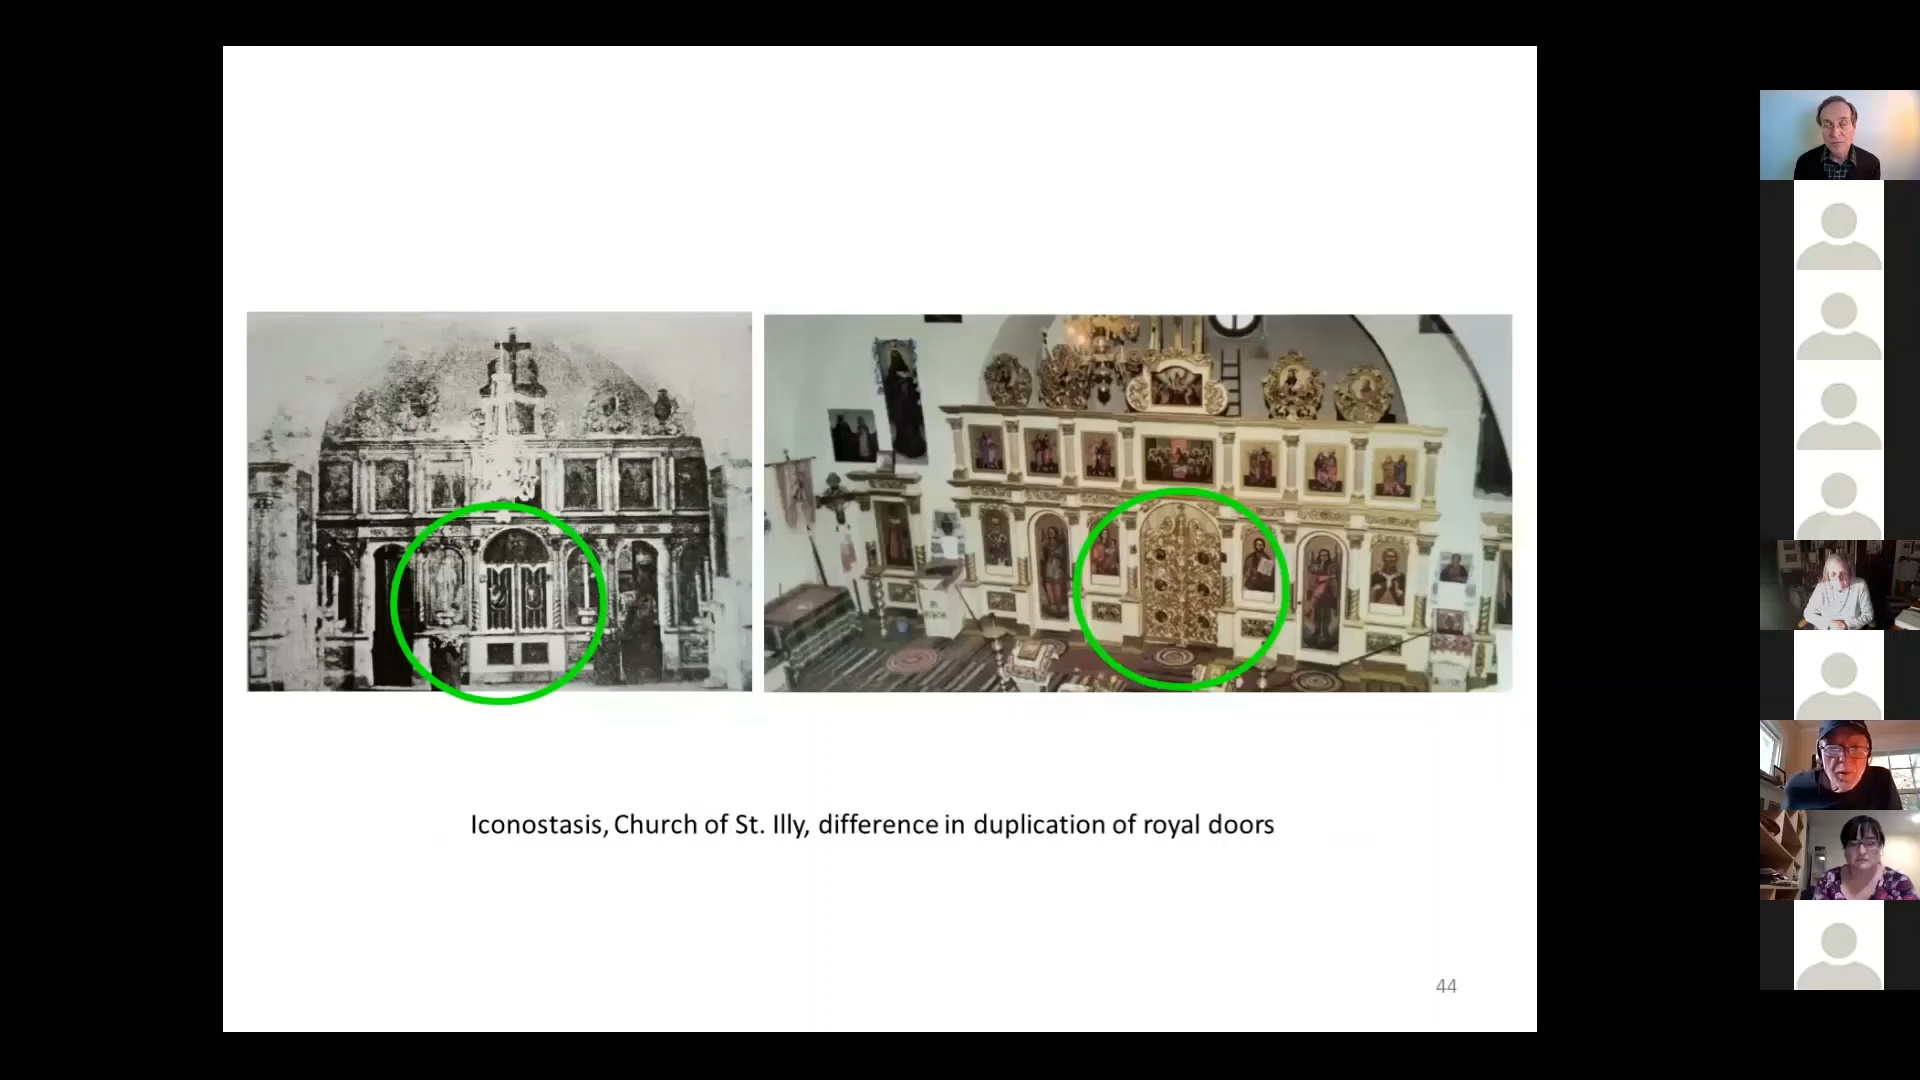 Iconostasis, Church of St. Illy, difference in duplication of royal doors
44